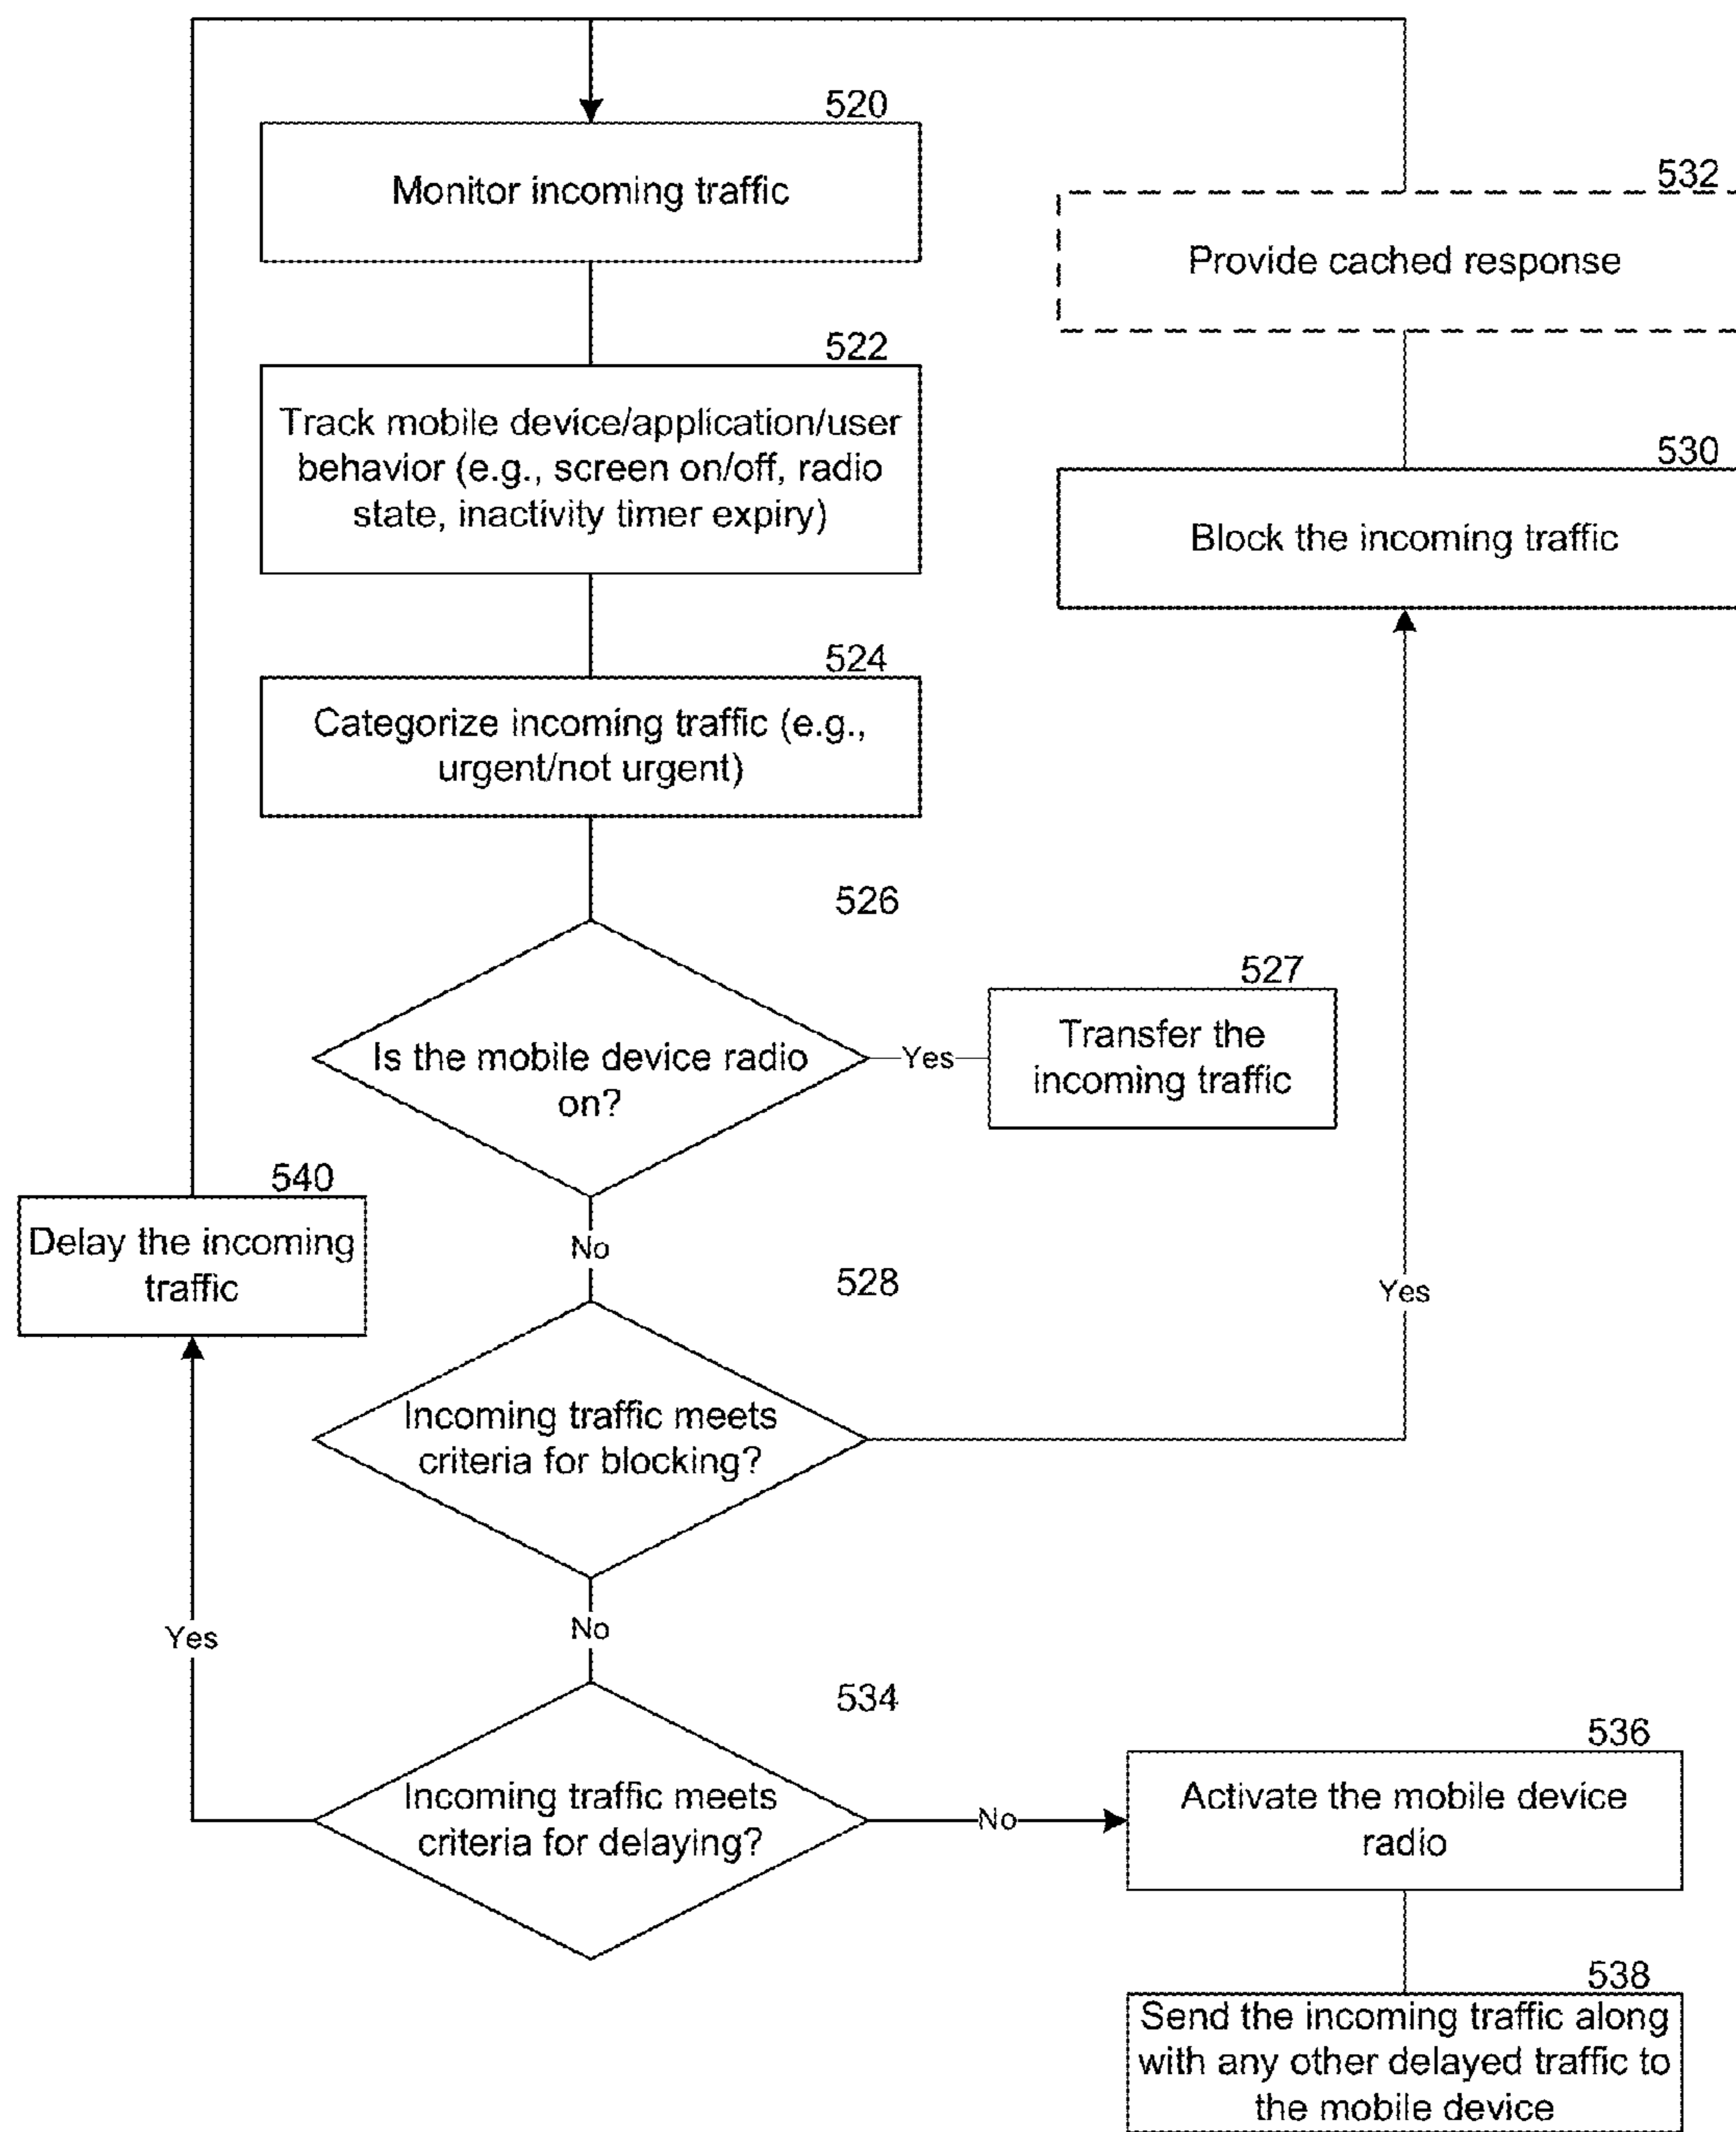 520
Monitor incoming traffic
532
Provide cached response
522
Track mobile device/application/user
behavior (e.g., screen on/off, radio
state, inactivity timer expiry)
530
Block the incoming traffic
524
Categorize incoming traffic (e.g.,
urgent/not urgent)
526
Is the mobile device radio
on?
Yes
527
Transfer the
incoming traffic
540
Delay the incoming
traffic
No
528
Incoming traffic meets
criteria for blocking?
Yes
No
Yes
534
Incoming traffic meets
criteria for delaying?
No
536
Activate the mobile device
radio
538
Send the incoming traffic along
with any other delayed traffic to
the mobile device